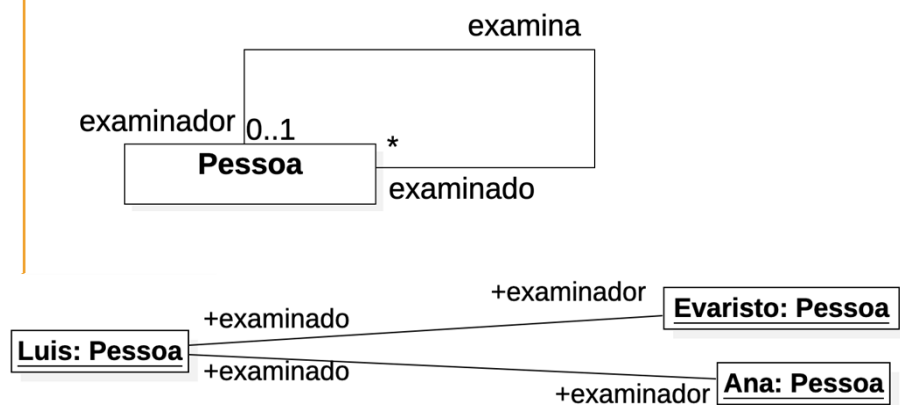 examina
examinador 0..1
*
Pessoa
examinado
+examinador
Evaristo: Pessoa
+examinado
Luis: Pessoa
+examinado
Ana: Pessoa
+examinador